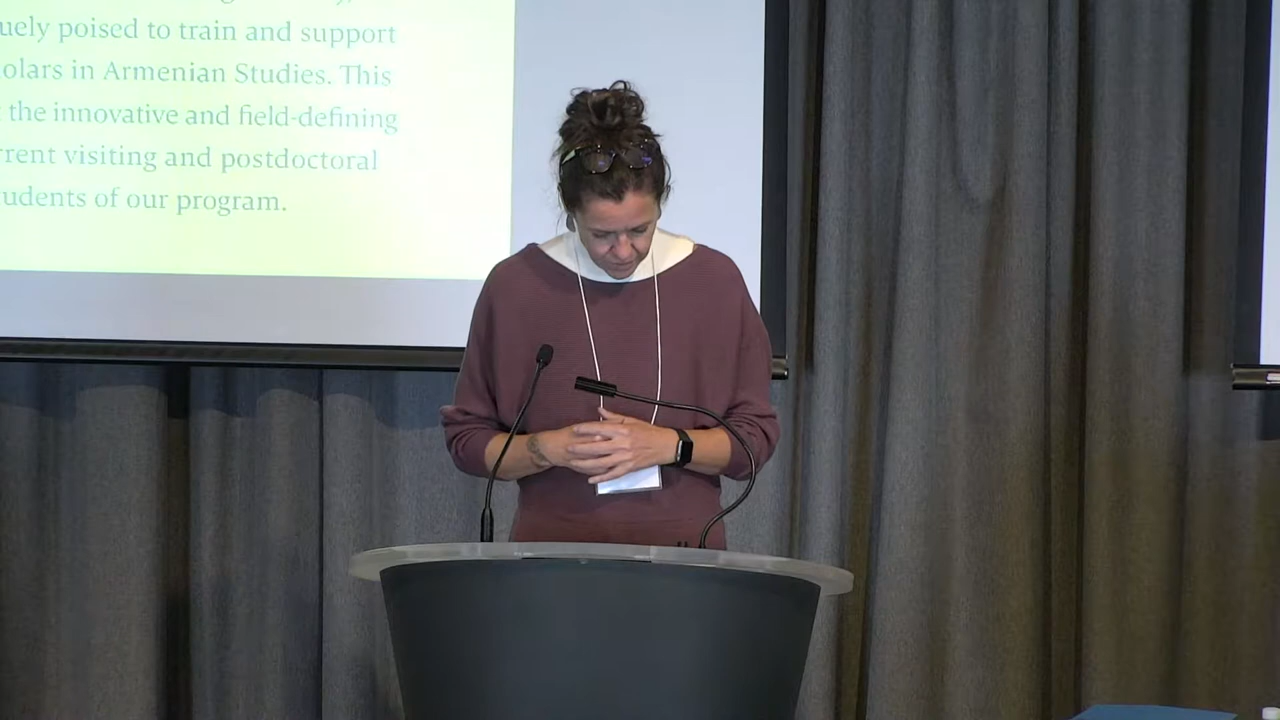 uely poised to train and support
olars in Armenian Studies. This
the innovative and field-defining
rrent visiting and postdoctoral
udents of our program.